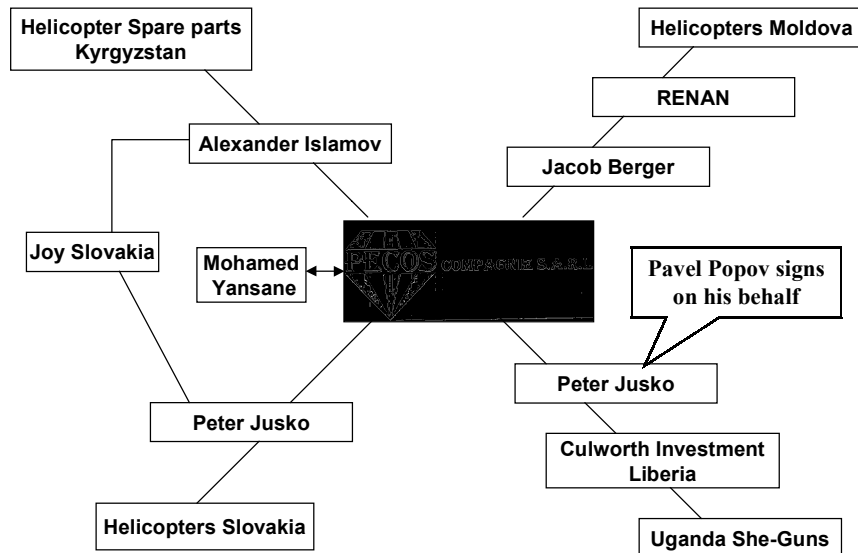 Helicopter Spare parts
Kyrgyzstan
Helicopters Moldova
RENAN
Alexander Islamov
Jacob Berger
Joy Slovakia
Mohamed
Yansane
PECOS
COMPAGNIE S.A.R.L
Pavel Popov signs
on his behalf
Peter Jusko
Peter Jusko
Culworth Investment
Liberia
Helicopters Slovakia
Uganda She-Guns